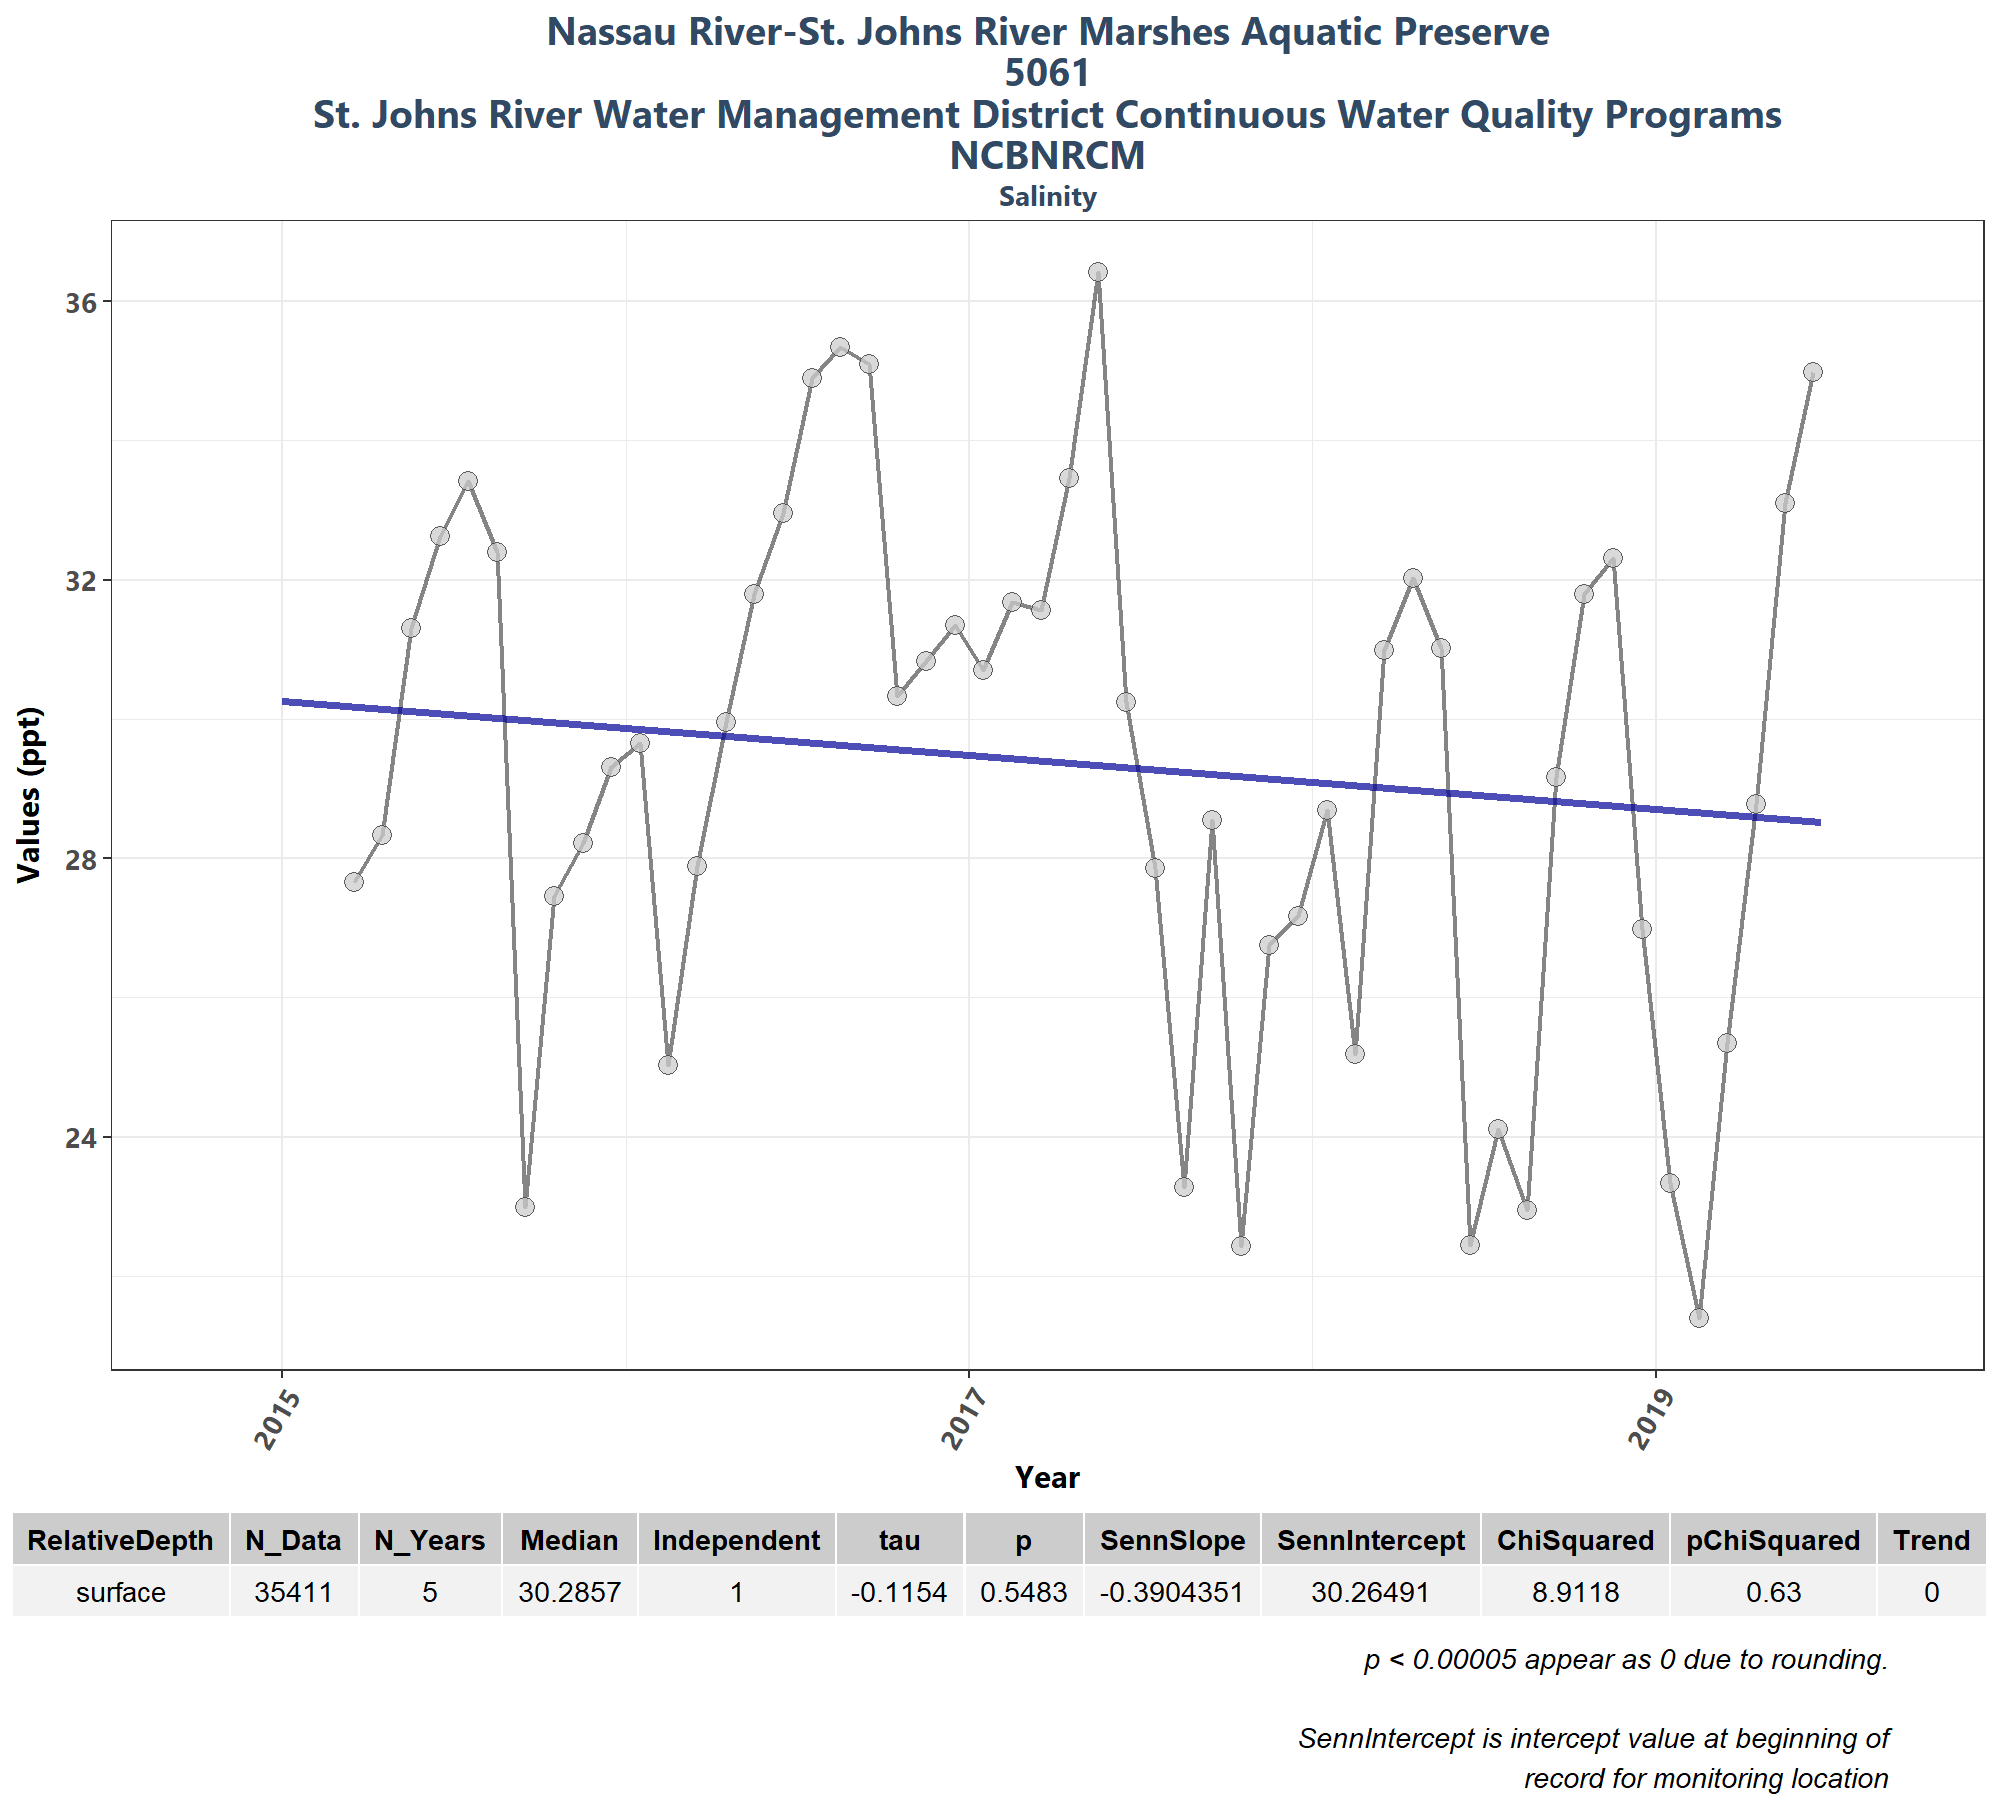 Nassau River-St. Johns River Marshes Aquatic Preserve
5061
St. Johns River Water Management District Continuous Water Quality Programs
NCBNRCM
Salinity
36
32
28
24
Values (ppt)
2015
2017
2019
Year
RelativeDepth N_Data N_Years Median Independent tau p SennSlope SennIntercept ChiSquared pChiSquared Trend
surface 35411 5 30.2857 1 -0.1154 0.5483 -0.3904351 30.26491 8.9118 0.63 0
p < 0.00005 appear as 0 due to rounding.
SennIntercept is intercept value at beginning of
record for monitoring location